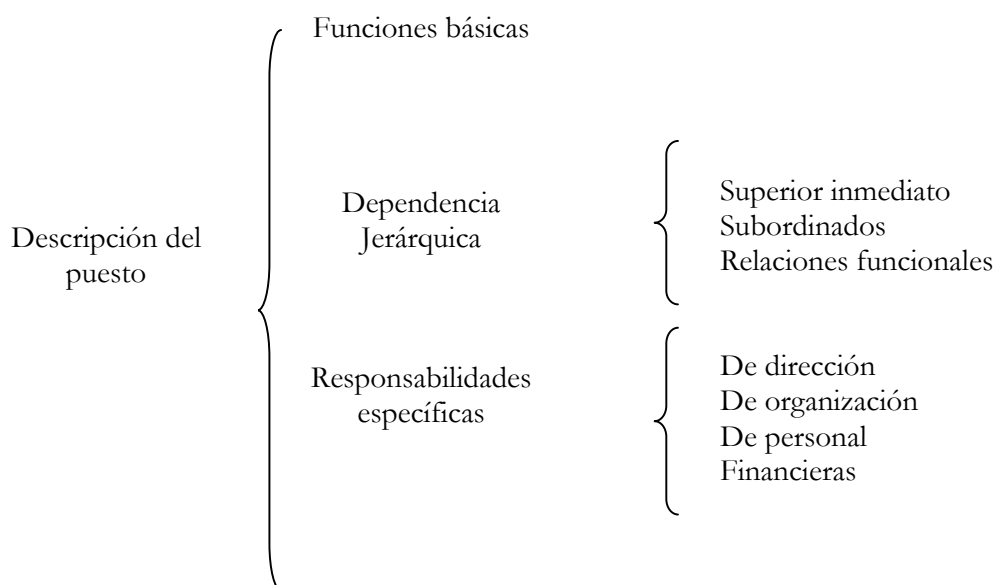 Funciones básicas
Descripción del
puesto
Dependencia
Jerárquica
Superior inmediato
Subordinados
Relaciones funcionales
Responsabilidades
específicas
De dirección
De organización
De personal
Financieras